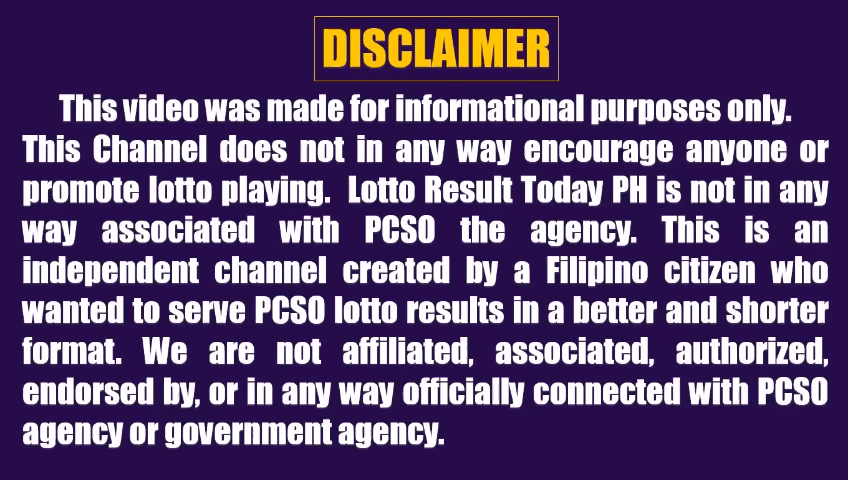 DISCLAIMER
This video was made for informational purposes only.
This Channel does not in any way encourage anyone or
promote lotto playing. Lotto Result Today PH is not in any
way associated with PCSO the agency. This is an
independent channel created by a Filipino citizen who
wanted to serve PCSO lotto results in a better and shorter
format. We are not affiliated, associated, authorized,
endorsed by, or in any way officially connected with PCSO
agency or government agency.